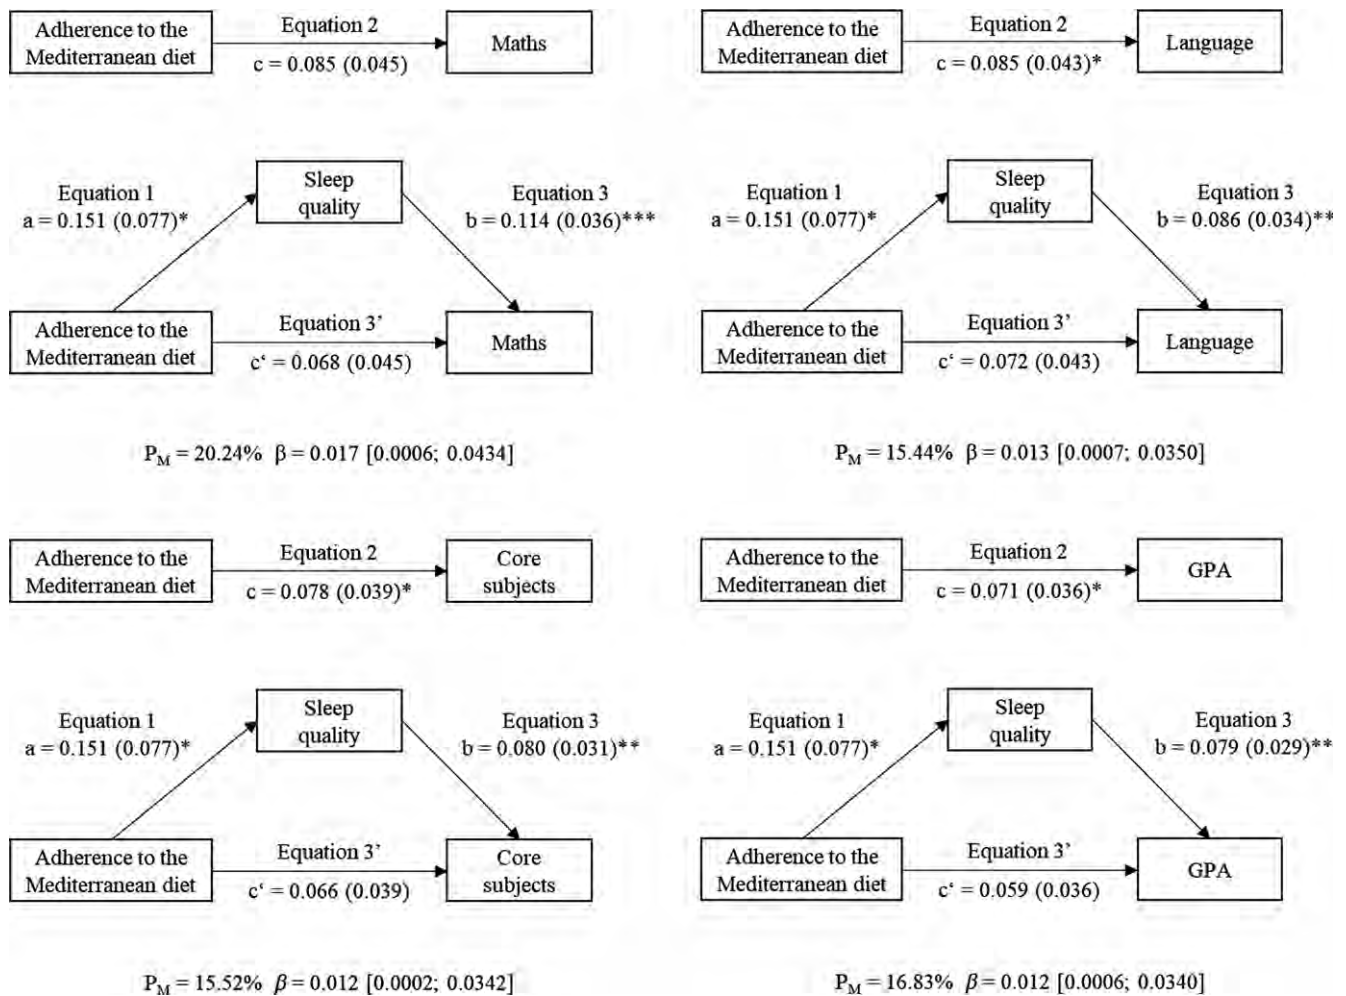 Adherence to the
Mediterranean diet
Equation 2
c = 0.085 (0.045)
Maths
Equation 1
a = 0.151 (0.077)*
Sleep
quality
Equation 3
b = 0.114 (0.036)***
Adherence to the
Mediterranean diet
Equation 3’
c‘ = 0.068 (0.045)
Maths
P_M = 20.24% β = 0.017 [0.0006; 0.0434]
Adherence to the
Mediterranean diet
Equation 2
c = 0.085 (0.043)*
Language
Equation 1
a = 0.151 (0.077)*
Sleep
quality
Equation 3
b = 0.086 (0.034)**
Adherence to the
Mediterranean diet
Equation 3’
c‘ = 0.072 (0.043)
Language
P_M = 15.44% β = 0.013 [0.0007; 0.0350]
Adherence to the
Mediterranean diet
Equation 2
c = 0.078 (0.039)*
Core
subjects
Equation 1
a = 0.151 (0.077)*
Sleep
quality
Equation 3
b = 0.080 (0.031)**
Adherence to the
Mediterranean diet
Equation 3’
c‘ = 0.066 (0.039)
Core
subjects
P_M = 15.52% β = 0.012 [0.0002; 0.0342]
Adherence to the
Mediterranean diet
Equation 2
c = 0.071 (0.036)*
GPA
Equation 1
a = 0.151 (0.077)*
Sleep
quality
Equation 3
b = 0.079 (0.029)**
Adherence to the
Mediterranean diet
Equation 3’
c‘ = 0.059 (0.036)
GPA
P_M = 16.83% β = 0.012 [0.0006; 0.0340]